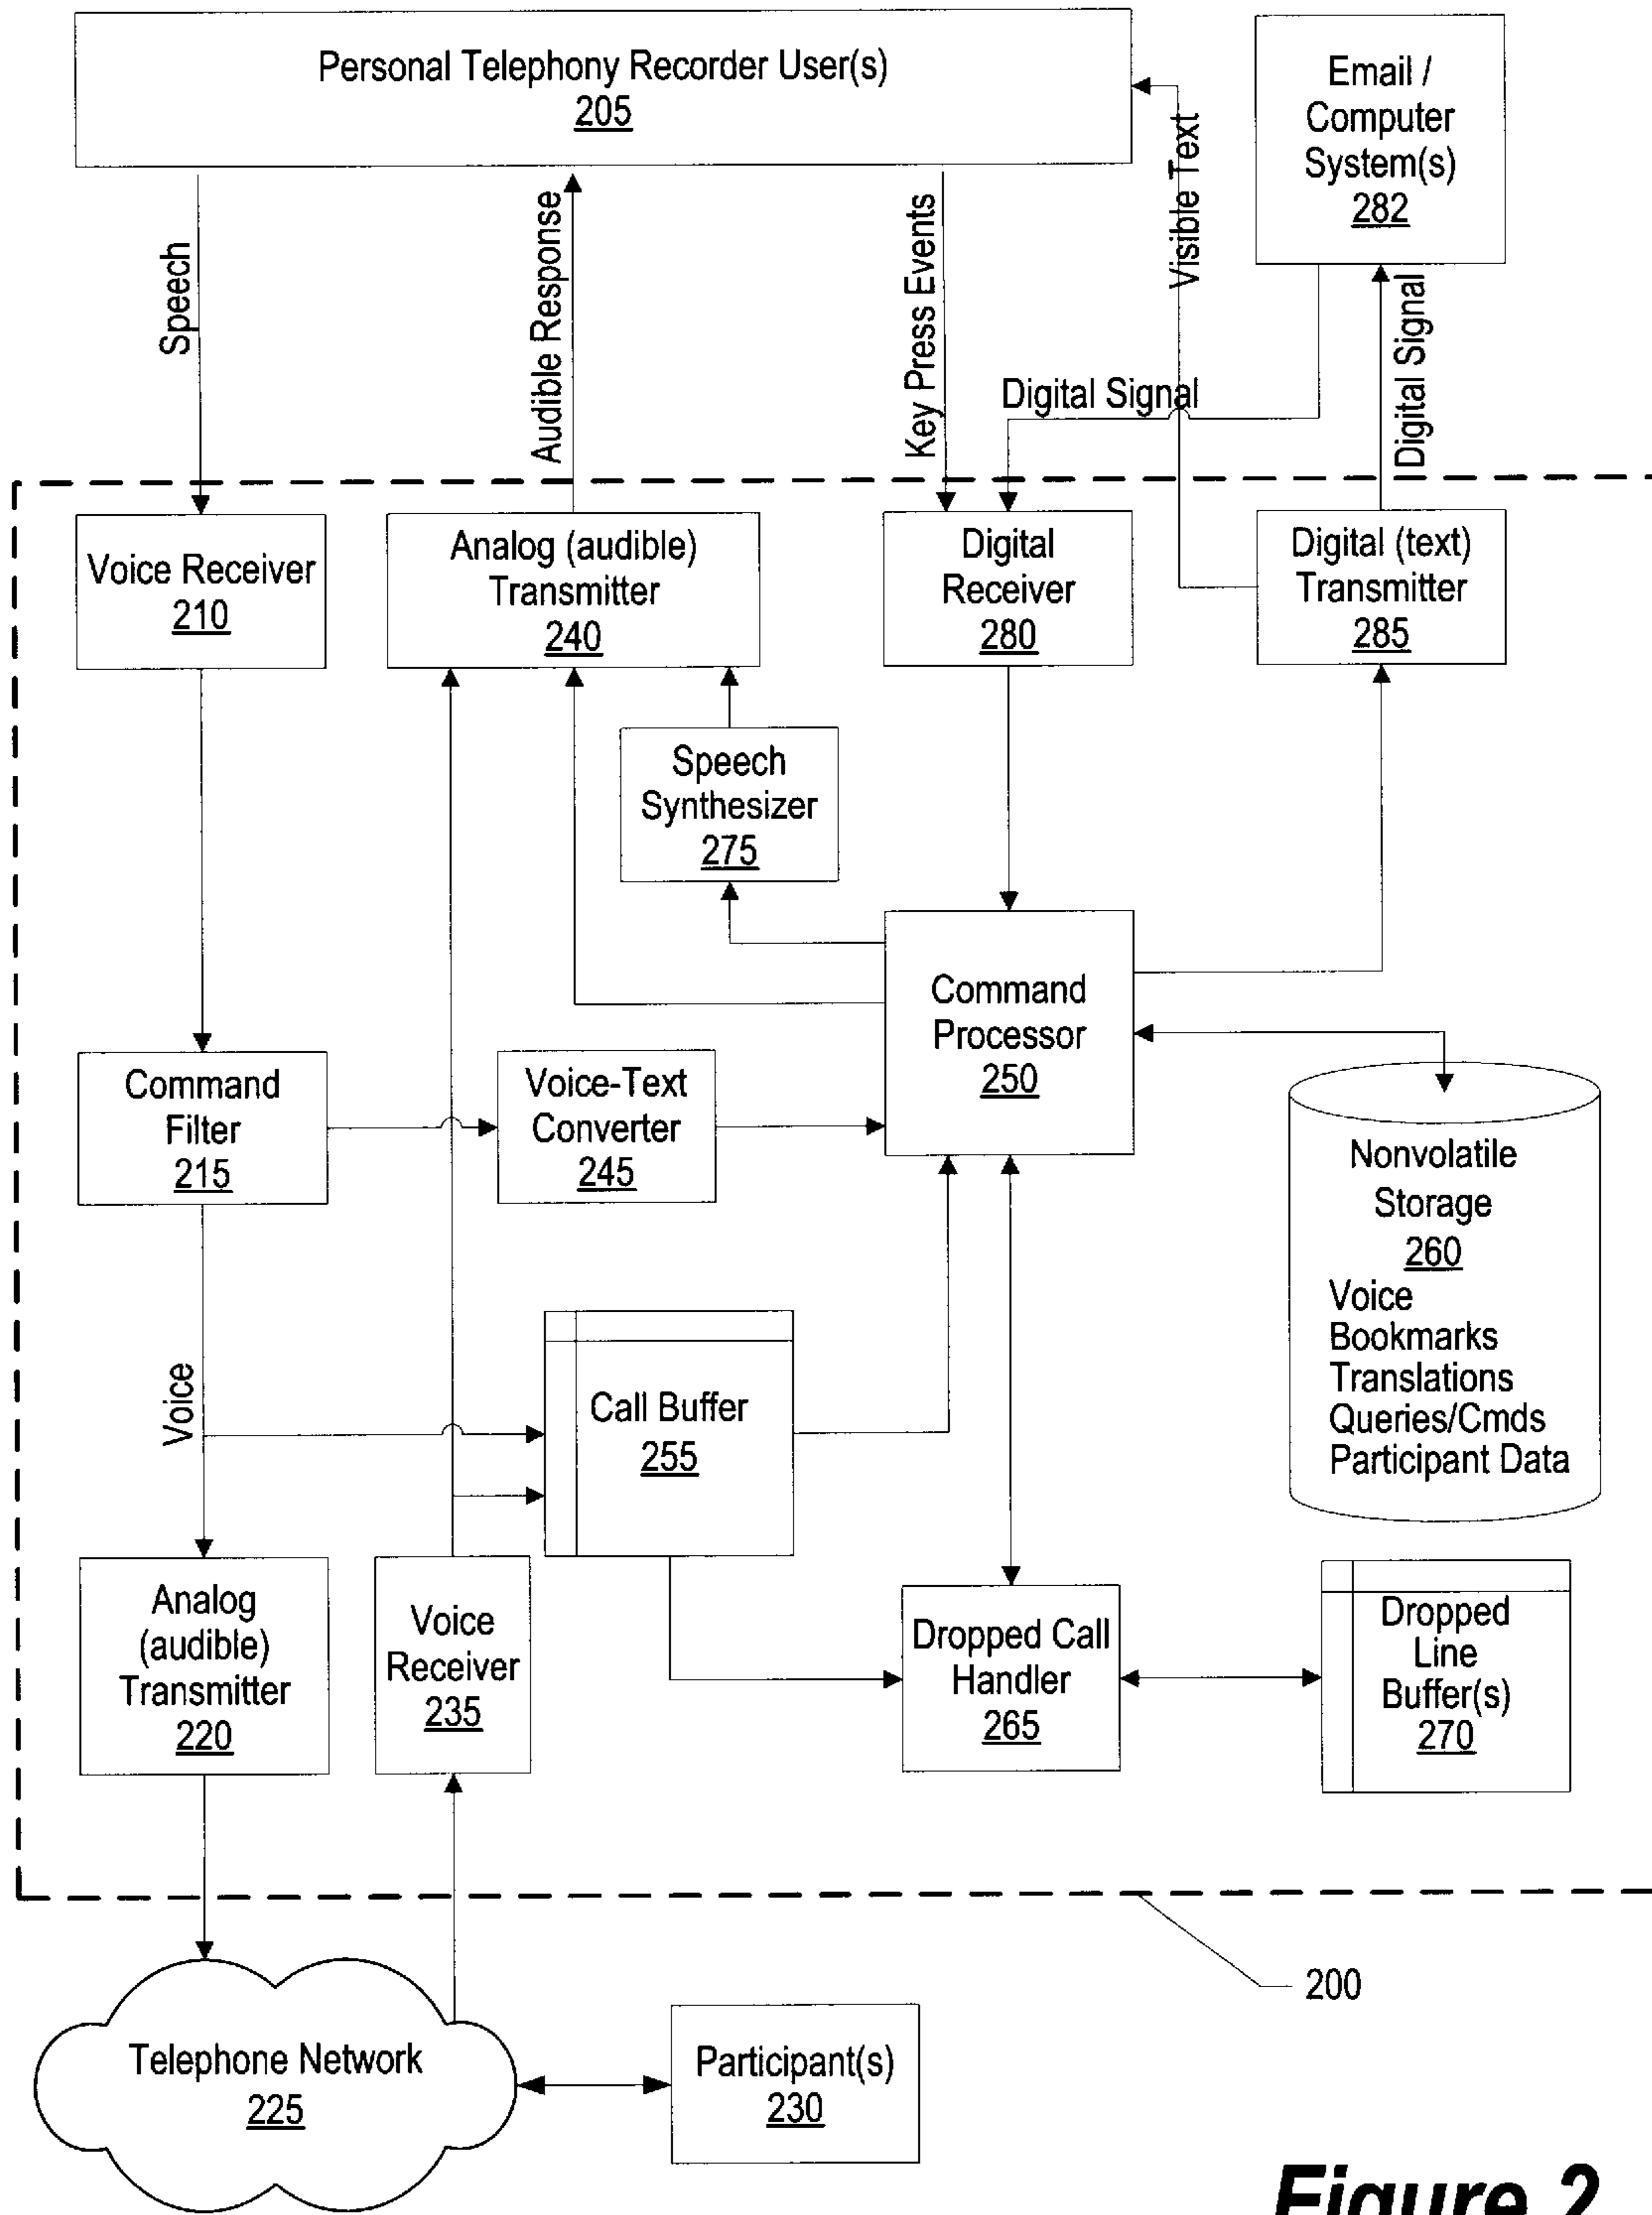 Personal Telephony Recorder User(s)
205
Email /
Computer
System(s)
282
Speech
Audible Response
Key Press Events
Visible Text
Digital Signal
Digital Signal
Voice Receiver
210
Analog (audible)
Transmitter
240
Digital
Receiver
280
Digital (text)
Transmitter
285
Speech
Synthesizer
275
Command
Processor
250
Command
Filter
215
Voice-Text
Converter
245
Nonvolatile
Storage
260
Voice
Bookmarks
Translations
Queries/Cmds
Participant Data
Voice
Call Buffer
255
Analog
(audible)
Transmitter
220
Voice
Receiver
235
Dropped Call
Handler
265
Dropped
Line
Buffer(s)
270
200
Telephone Network
225
Participant(s)
230
Figure 2